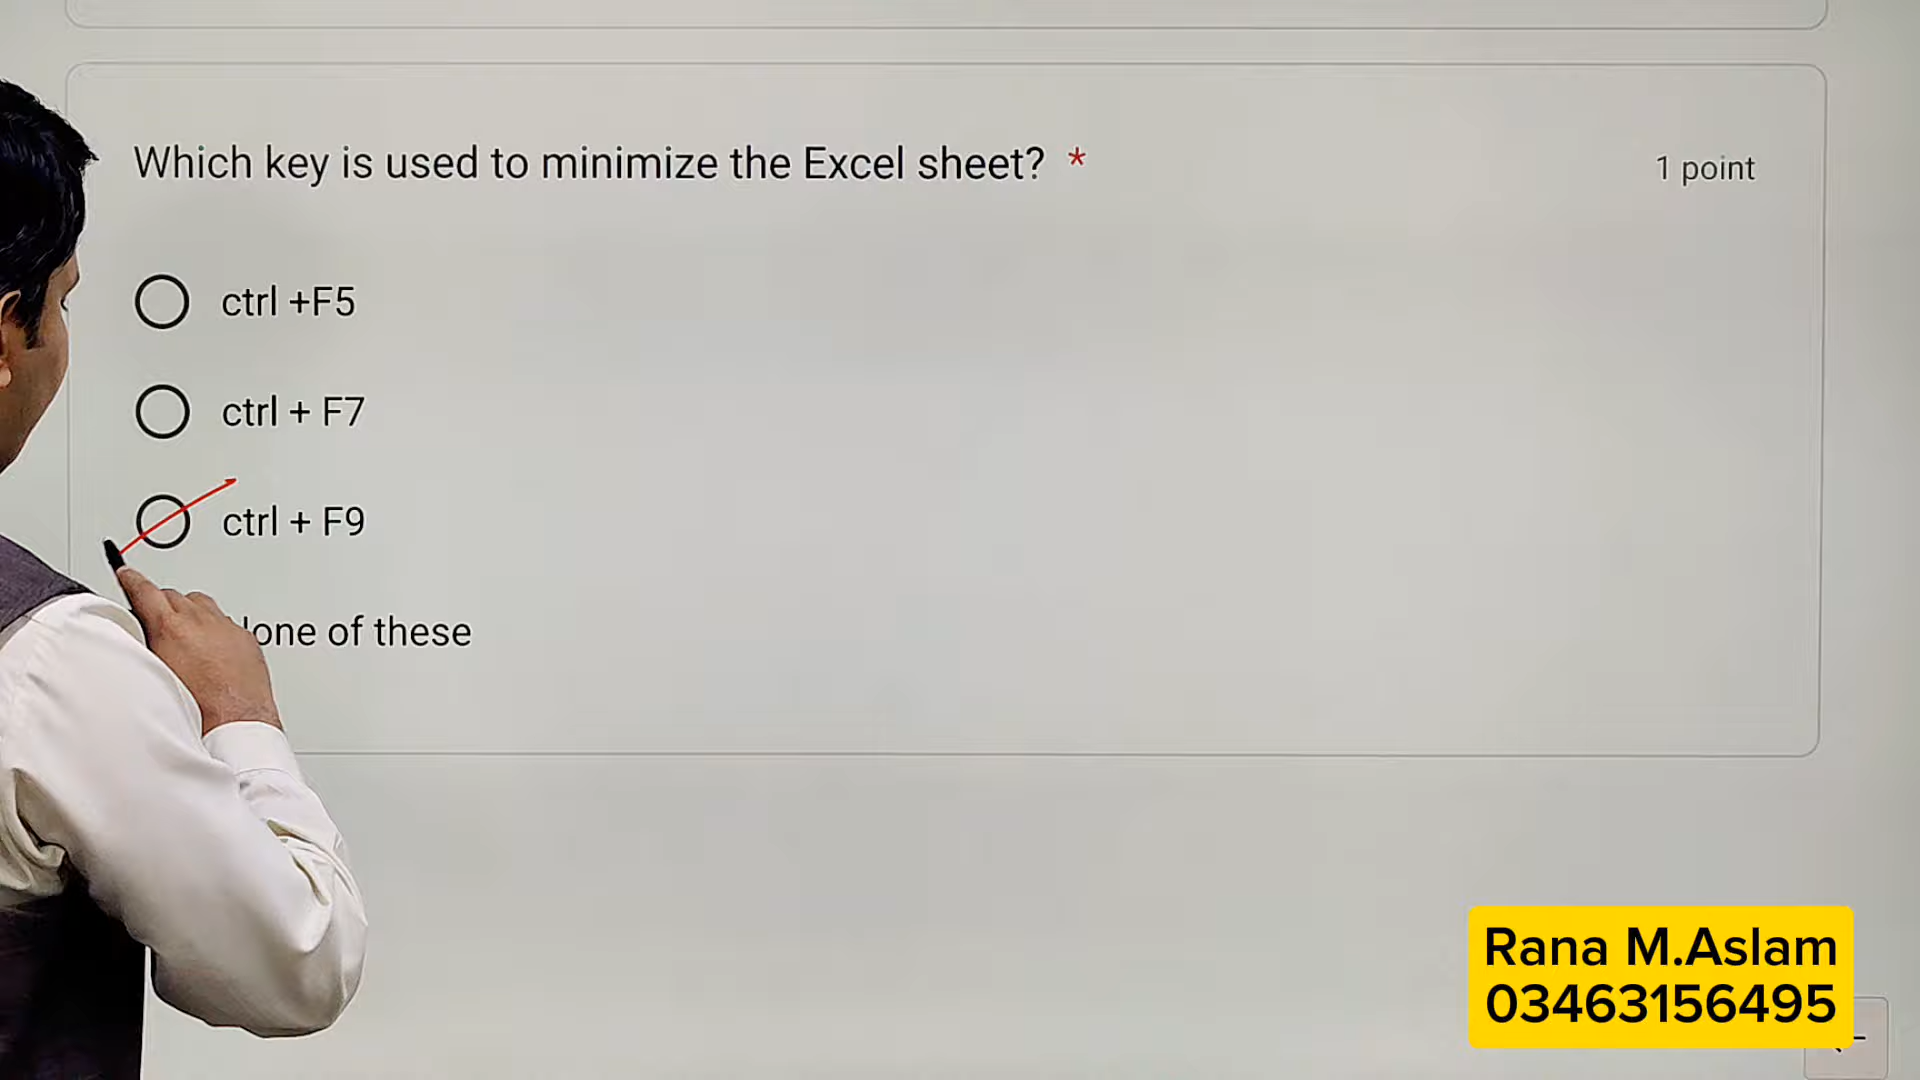 Which key is used to minimize the Excel sheet? *
1 point
ctrl +F5
ctrl + F7
ctrl + F9
of these
Rana M.Aslam
03463156495